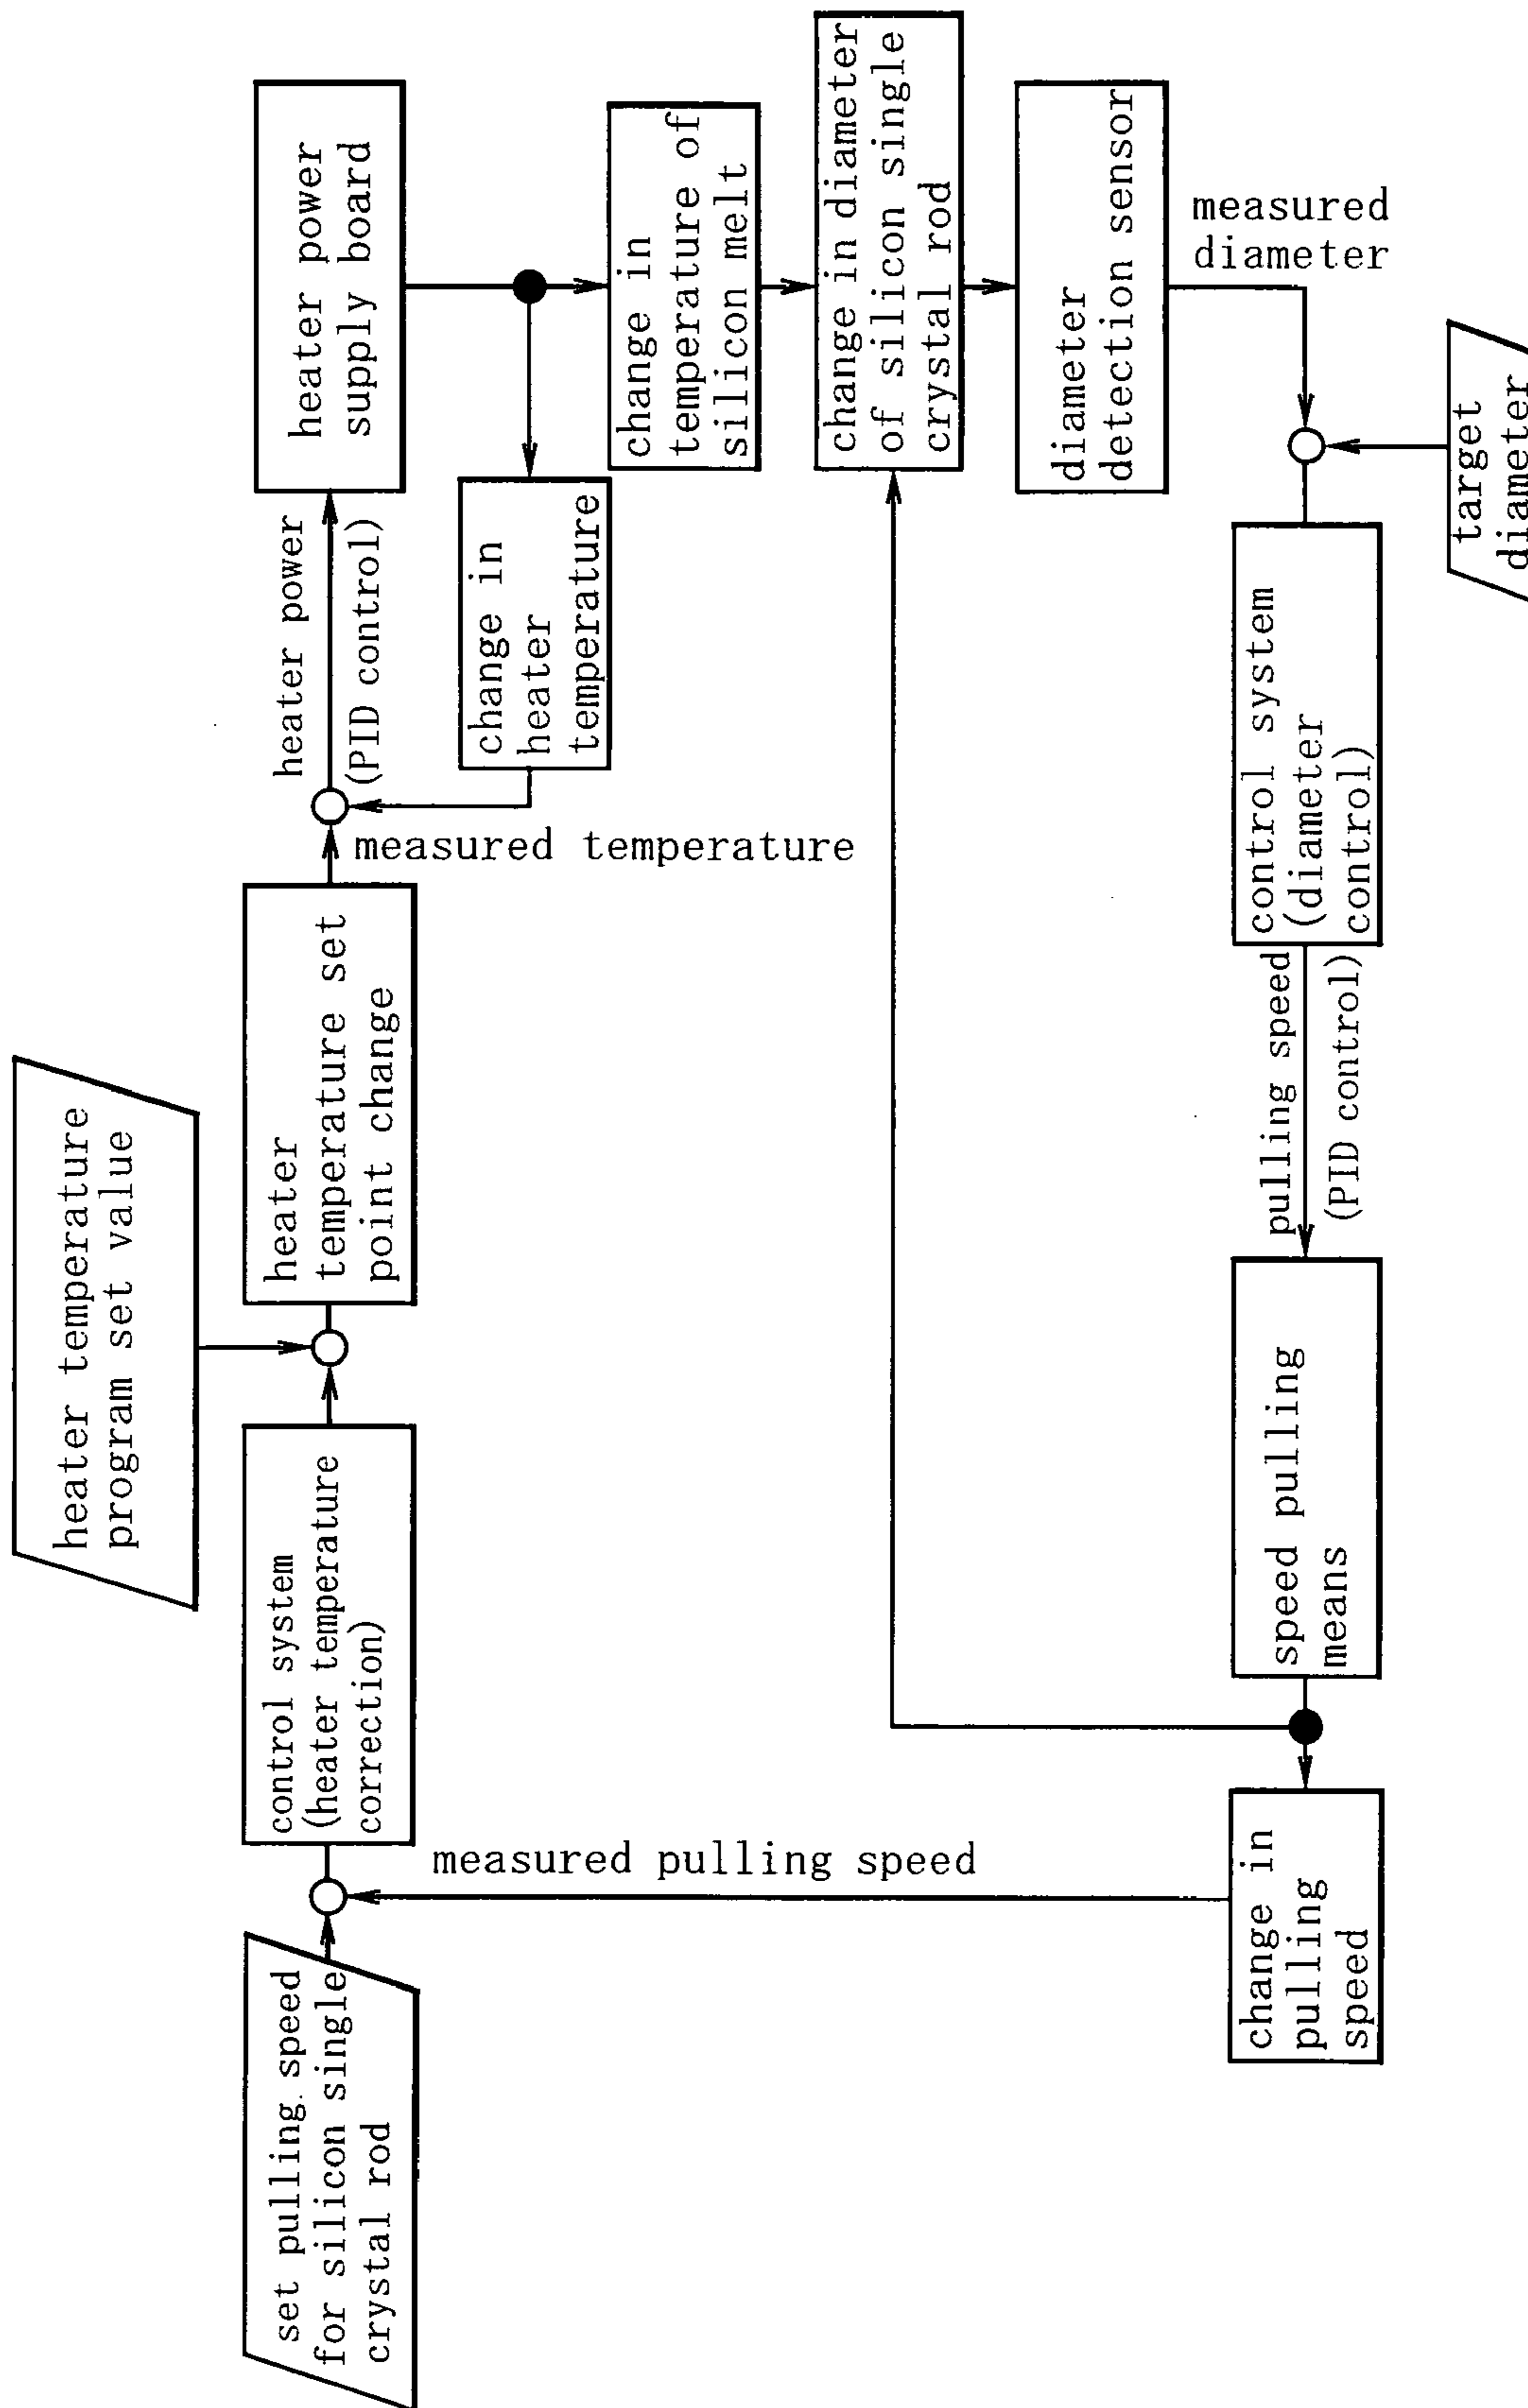 heater temperature
program set value
set pulling speed
for silicon single
crystal rod
control system
(heater temperature
correction)
heater
temperature set
point change
heater power
(PID control)
heater power
supply board
measured temperature
change in
heater
temperature
change in
temperature of
silicon melt
change in diameter
of silicon single
crystal rod
diameter
detection sensor
measured
diameter
target
diameter
control system
(diameter
control)
pulling speed
(PID control)
speed pulling
means
change in
pulling
speed
measured pulling speed